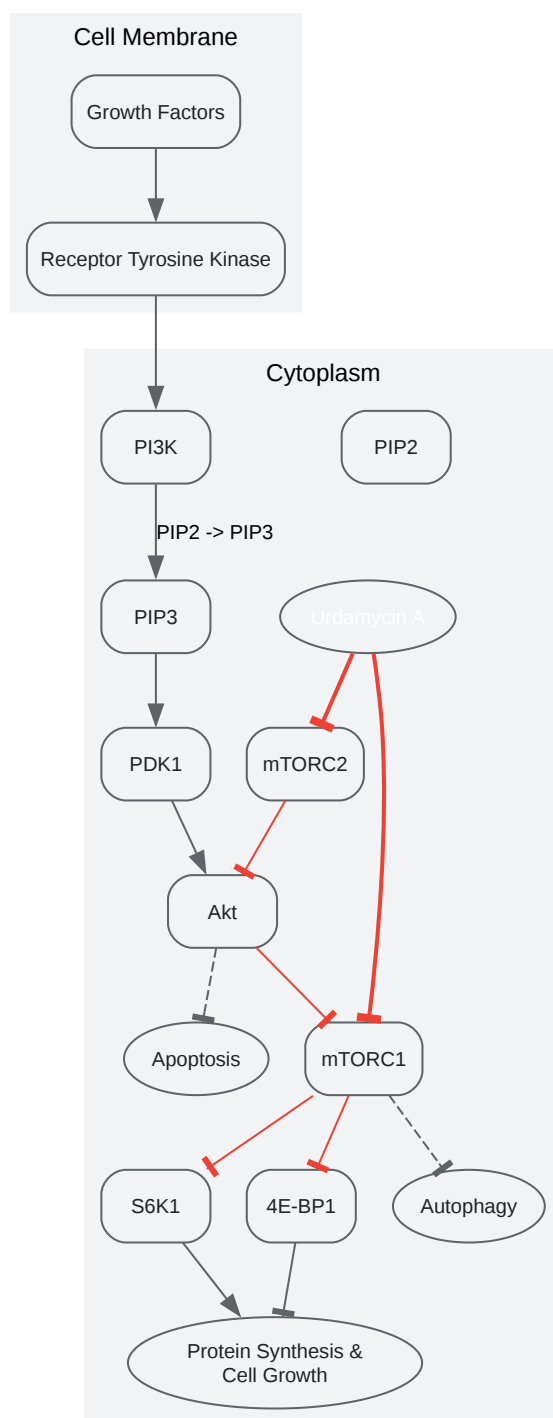 Cell Membrane
Growth Factors
Receptor Tyrosine Kinase
Cytoplasm
PI3K
PIP2
PIP2 -> PIP3
PIP3
Urdamycin A
PDK1
mTORC2
Akt
Apoptosis
mTORC1
S6K1
4E-BP1
Autophagy
Protein Synthesis &
Cell Growth